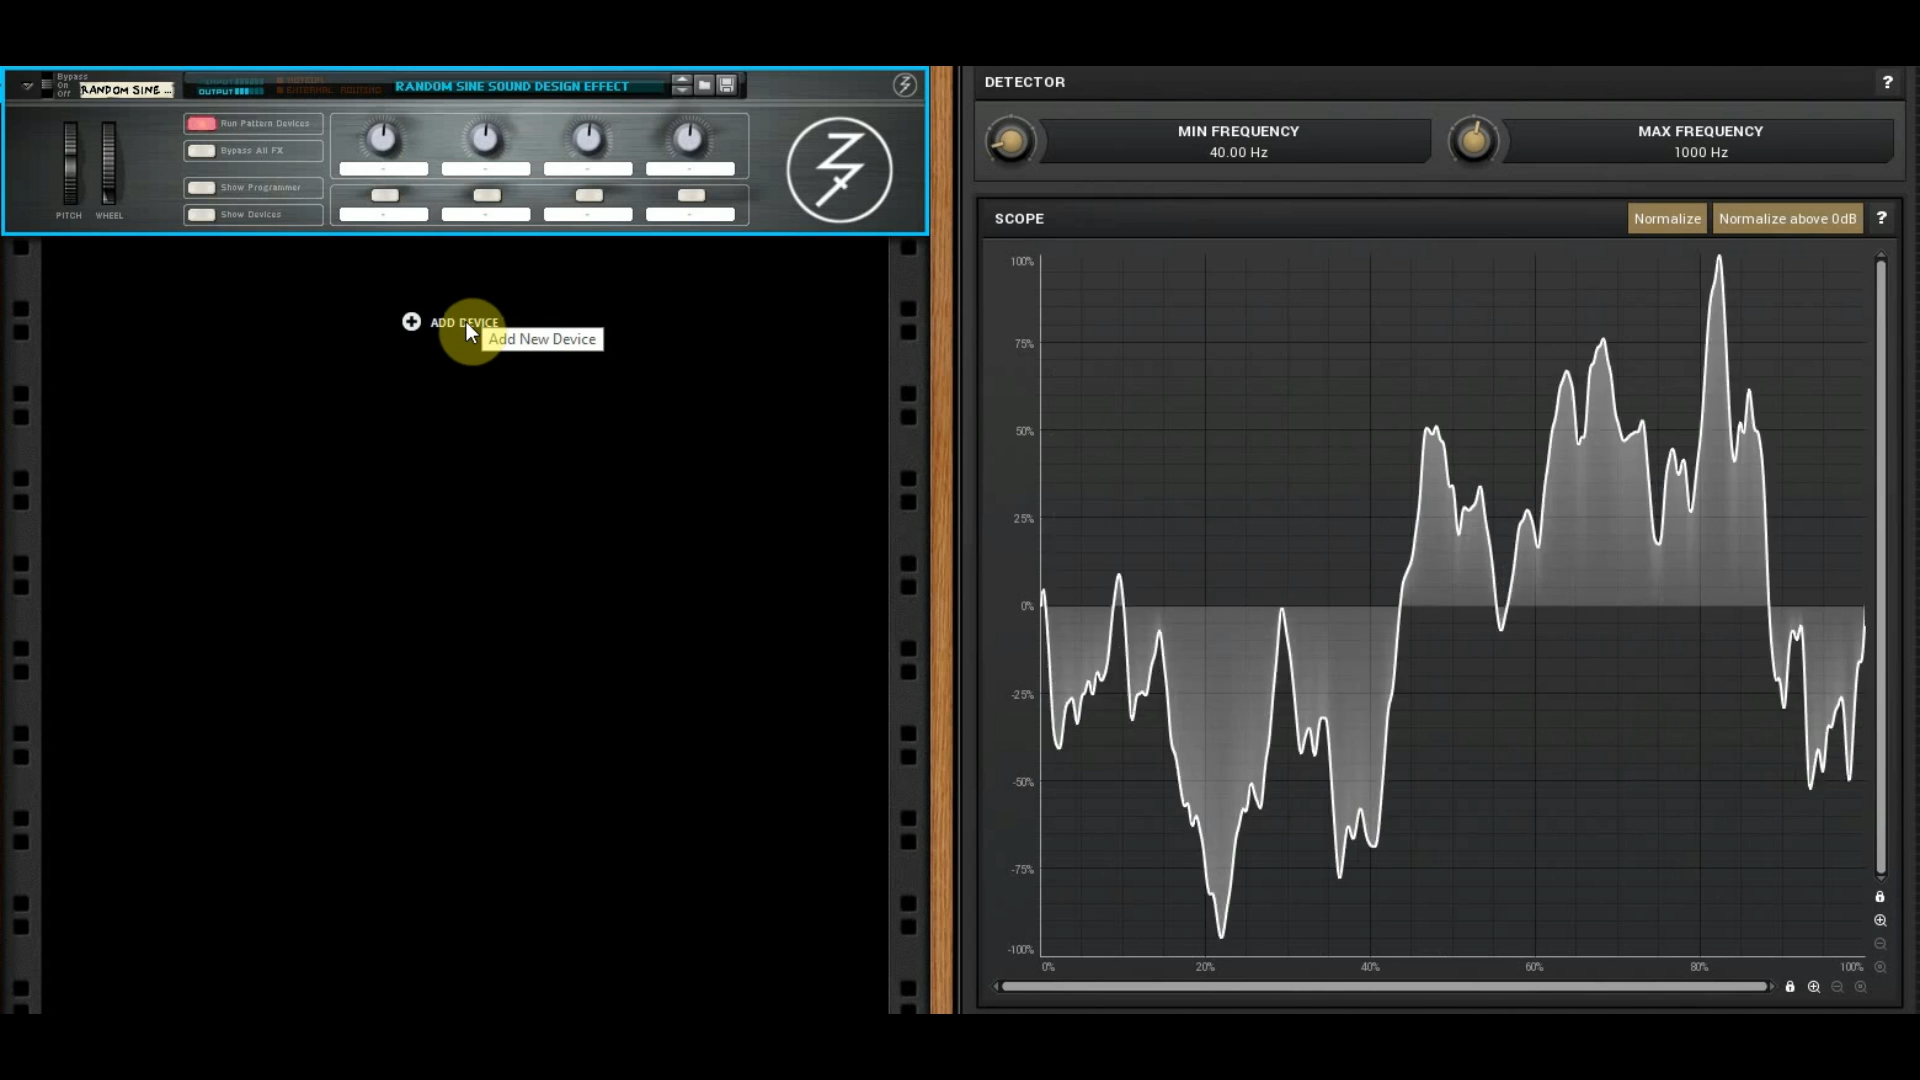 Bypass
On
Off
RANDOM SINE ...
OUTPUT
RANDOM SINE SOUND DESIGN EFFECT
Run Pattern Devices
Bypass All FX
Show Programmer
Show Devices
PITCH
WHEEL
ADD DEVICE
Add New Device
DETECTOR
?
MIN FREQUENCY
40.00 Hz
MAX FREQUENCY
1000 Hz
SCOPE
Normalize
Normalize above 0dB
?
100%
75%
50%
25%
0%
-25%
-50%
-75%
-100%
0%
20%
40%
60%
80%
100%